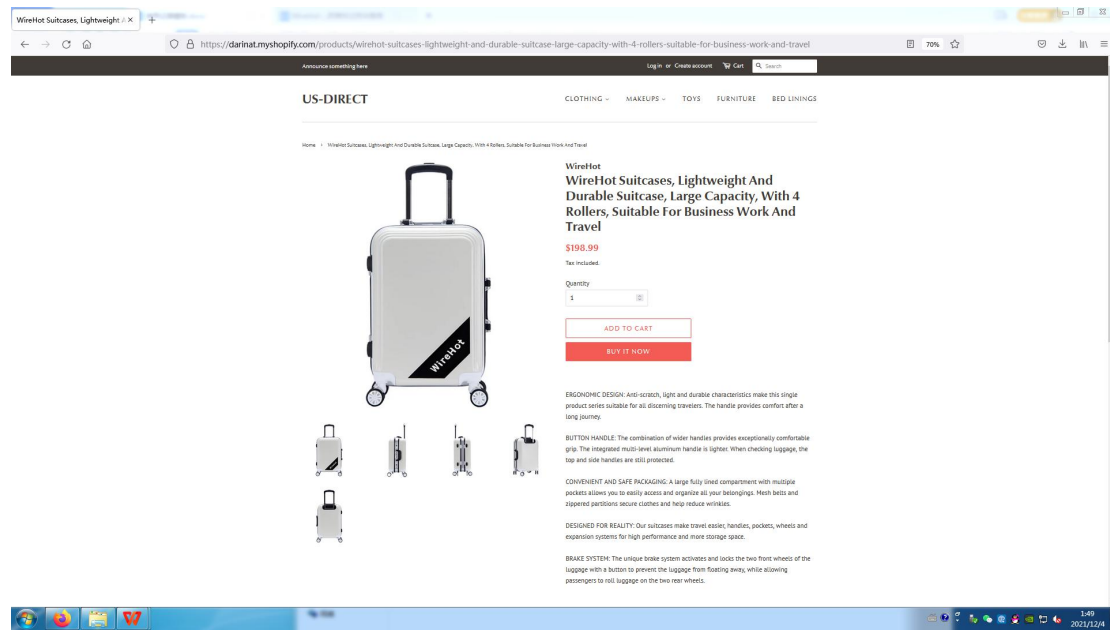 WireHot Suitcases, Lightweight A
https://darinat.myshopify.com/products/wirehot-suitcases-lightweight-and-durable-suitcase-large-capacity-with-4-rollers-suitable-for-business-work-and-travel
70%
Announce something here
Log in or Create account
Cart
Search
US-DIRECT
CLOTHING
MAKEUPS
TOYS
FURNITURE
BED LININGS
Home › WireHot Suitcases, Lightweight And Durable Suitcase, Large Capacity, With 4 Rollers, Suitable For Business Work And Travel
WireHot
WireHot
WireHot Suitcases, Lightweight And
Durable Suitcase, Large Capacity, With 4
Rollers, Suitable For Business Work And
Travel
$198.99
Tax included.
Quantity
1
ADD TO CART
BUY IT NOW
ERGONOMIC DESIGN: Anti-scratch, light and durable characteristics make this single
product series suitable for all discerning travelers. The handle provides comfort after a
long journey.
BUTTON HANDLE: The combination of wider handles provides exceptionally comfortable
grip. The integrated multi-level aluminum handle is lighter. When checking luggage, the
top and side handles are still protected.
CONVENIENT AND SAFE PACKAGING: A large fully lined compartment with multiple
pockets allows you to easily access and organize all your belongings. Mesh belts and
zippered partitions secure clothes and help reduce wrinkles.
DESIGNED FOR REALITY: Our suitcases make travel easier, handles, pockets, wheels and
expansion systems for high performance and more storage space.
BRAKE SYSTEM: The unique brake system activates and locks the two front wheels of the
luggage with a button to prevent the luggage from floating away, while allowing
passengers to roll luggage on the two rear wheels.
1:49
2021/12/4